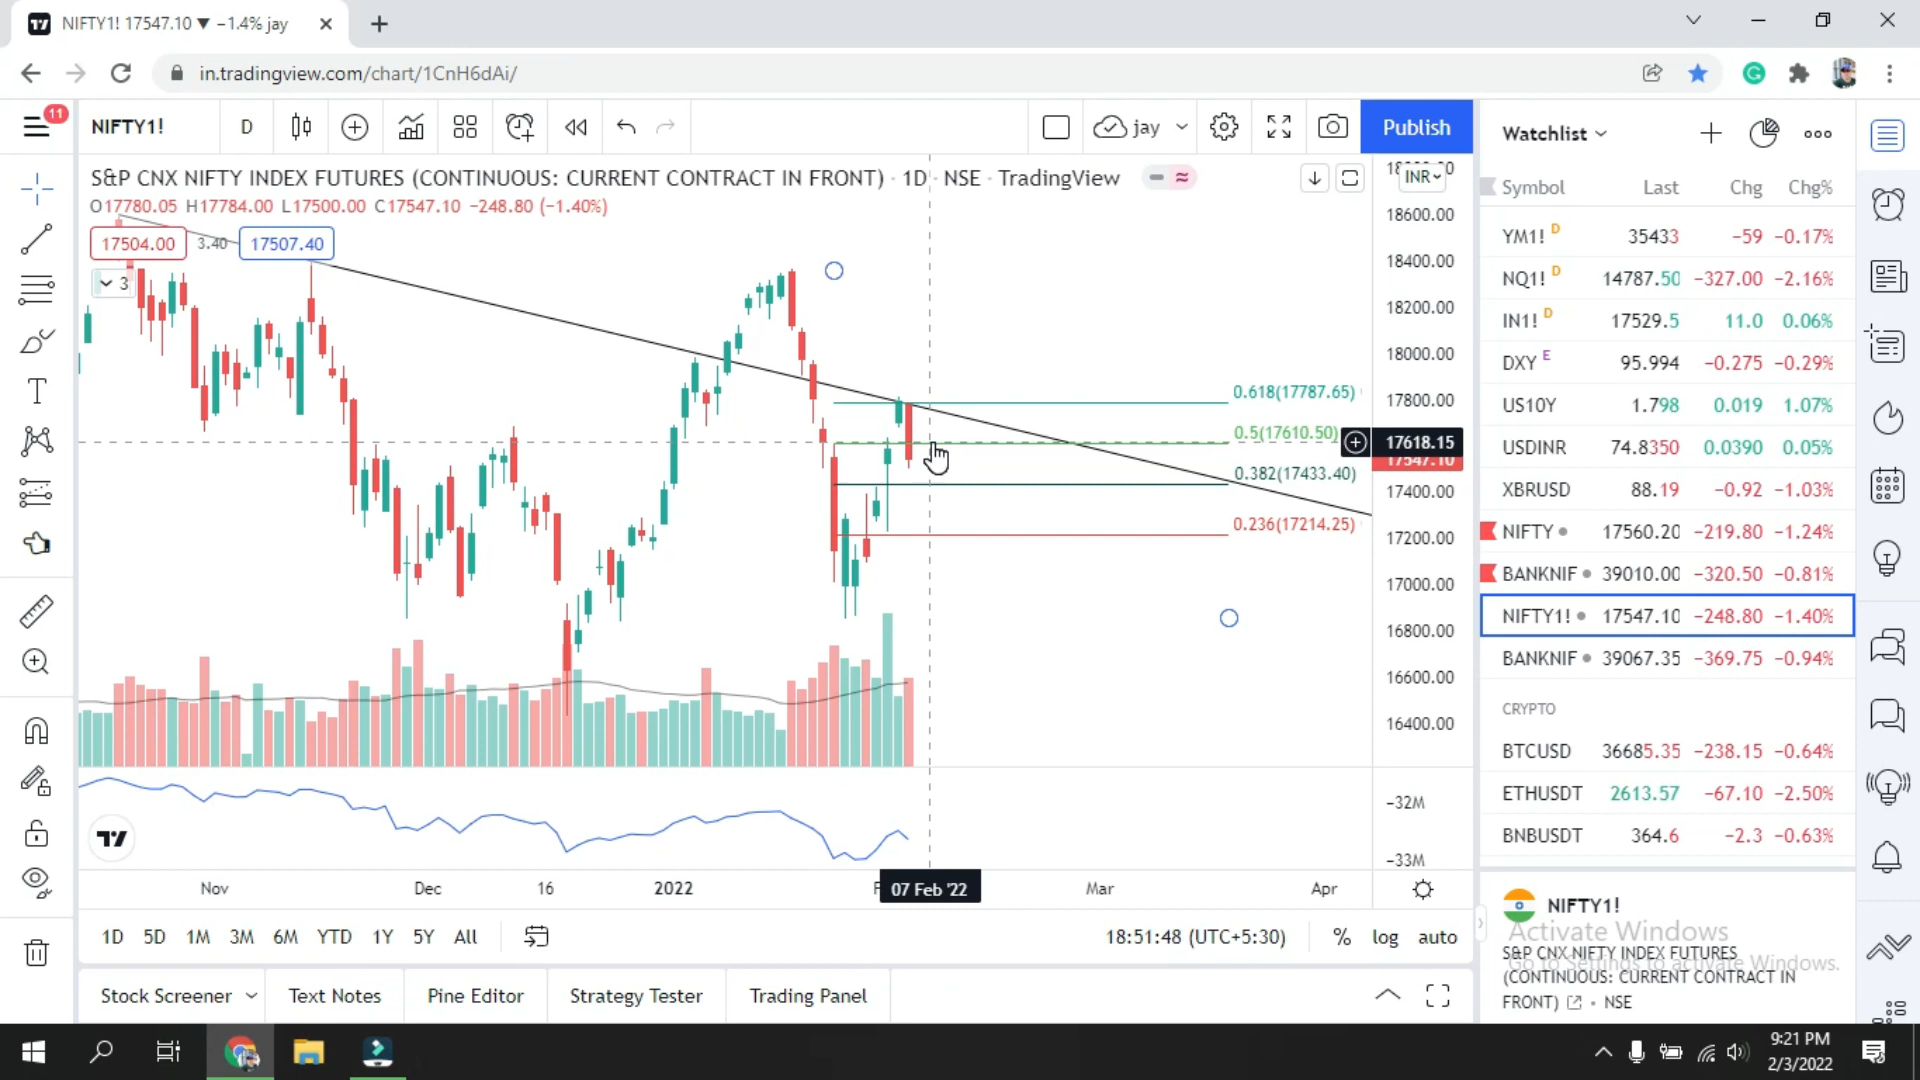 NIFTY1! 17547.10 ▼ −1.4% jay
in.tradingview.com/chart/1CnH6dAi/
11
NIFTY1!
D
jay
Publish
S&P CNX NIFTY INDEX FUTURES (CONTINUOUS: CURRENT CONTRACT IN FRONT) · 1D · NSE · TradingView
O17780.05 H17784.00 L17500.00 C17547.10 −248.80 (−1.40%)
17504.00 3.40 17507.40
3
INR
18600.00
18400.00
18200.00
18000.00
17800.00
17618.15
17547.10
17400.00
17200.00
17000.00
16800.00
16600.00
16400.00
−32M
−33M
0.618(17787.65)
0.5(17610.50)
0.382(17433.40)
0.236(17214.25)
Nov Dec 16 2022 07 Feb '22 Mar Apr
1D 5D 1M 3M 6M YTD 1Y 5Y All
18:51:48 (UTC+5:30) % log auto
Stock Screener Text Notes Pine Editor Strategy Tester Trading Panel
Watchlist
Symbol Last Chg Chg%
YM1! D 35433 −59 −0.17%
NQ1! D 14787.50 −327.00 −2.16%
IN1! D 17529.5 11.0 0.06%
DXY E 95.994 −0.275 −0.29%
US10Y 1.798 0.019 1.07%
USDINR 74.8350 0.0390 0.05%
XBRUSD 88.19 −0.92 −1.03%
NIFTY 17560.20 −219.80 −1.24%
BANKNIF 39010.00 −320.50 −0.81%
NIFTY1! 17547.10 −248.80 −1.40%
BANKNIF 39067.35 −369.75 −0.94%
CRYPTO
BTCUSD 36685.35 −238.15 −0.64%
ETHUSDT 2613.57 −67.10 −2.50%
BNBUSDT 364.6 −2.3 −0.63%
NIFTY1!
Activate Windows
S&P CNX NIFTY INDEX FUTURES
Go to Settings to activate Windows.
(CONTINUOUS: CURRENT CONTRACT IN
FRONT) • NSE
9:21 PM
2/3/2022